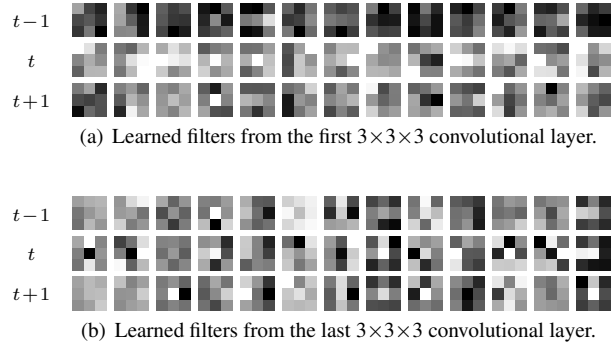 t−1
t
t+1
(a) Learned filters from the first 3×3×3 convolutional layer.
t−1
t
t+1
(b) Learned filters from the last 3×3×3 convolutional layer.